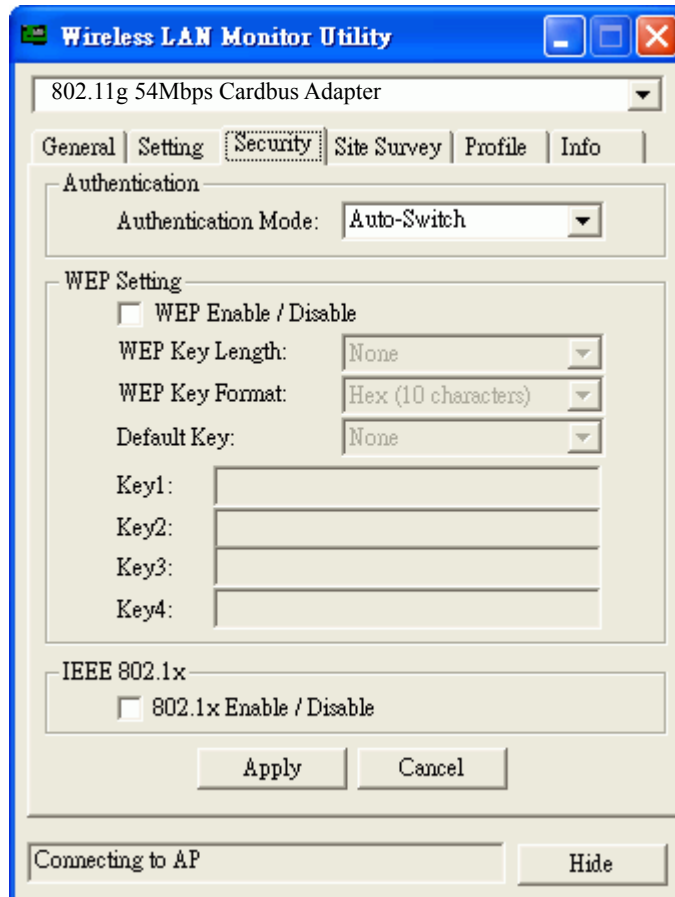 Wireless LAN Monitor Utility
802.11g 54Mbps Cardbus Adapter
General Setting Security Site Survey Profile Info
Authentication
Authentication Mode: Auto-Switch
WEP Setting
WEP Enable / Disable
WEP Key Length: None
WEP Key Format: Hex (10 characters)
Default Key: None
Key1:
Key2:
Key3:
Key4:
IEEE 802.1x
802.1x Enable / Disable
Apply Cancel
Connecting to AP Hide